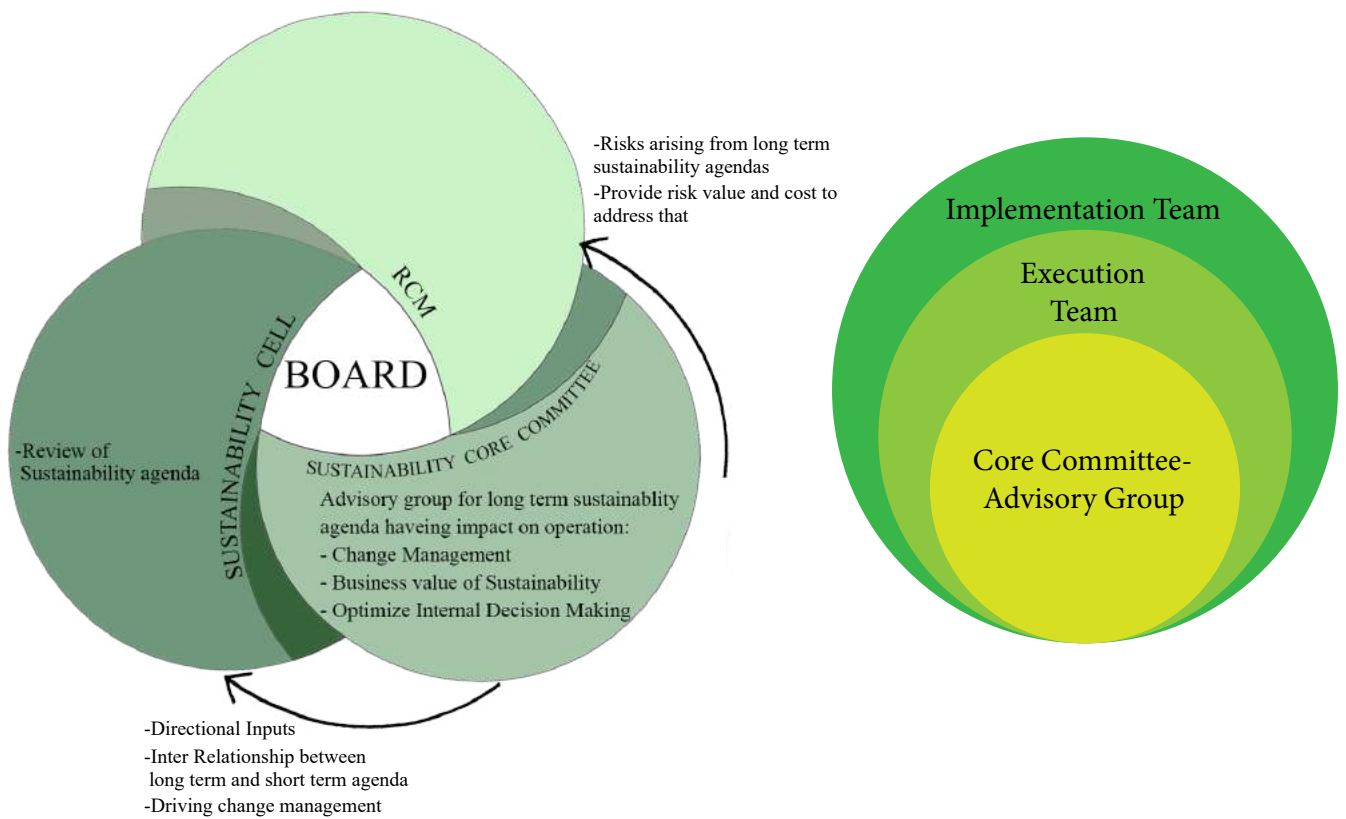 -Risks arising from long term
sustainability agendas
-Provide risk value and cost to
address that
RCM
BOARD
SUSTAINABILITY CELL
-Review of
Sustainability agenda
SUSTAINABILITY CORE COMMITTEE
Advisory group for long term sustainablity
agenda haveing impact on operation:
- Change Management
- Business value of Sustainability
- Optimize Internal Decision Making
-Directional Inputs
-Inter Relationship between
long term and short term agenda
-Driving change management
Implementation Team
Execution
Team
Core Committee-
Advisory Group